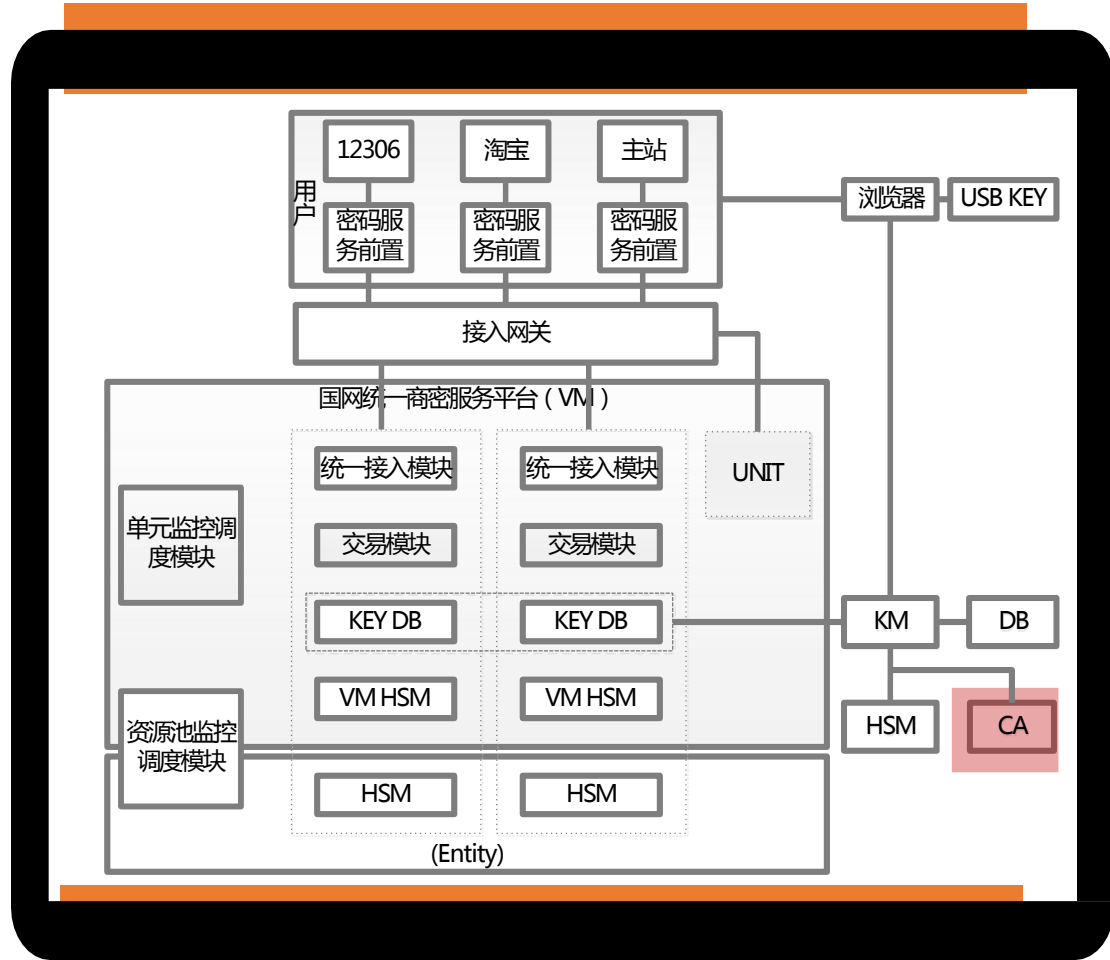 12306
淘宝
主站
用
户
密码服
务前置
密码服
务前置
密码服
务前置
浏览器
USB KEY
接入网关
国网统一商密服务平台（VM）
统一接入模块
统一接入模块
UNIT
单元监控调
度模块
交易模块
交易模块
KEY DB
KEY DB
KM
DB
VM HSM
VM HSM
资源池监控
调度模块
HSM
CA
HSM
HSM
(Entity)